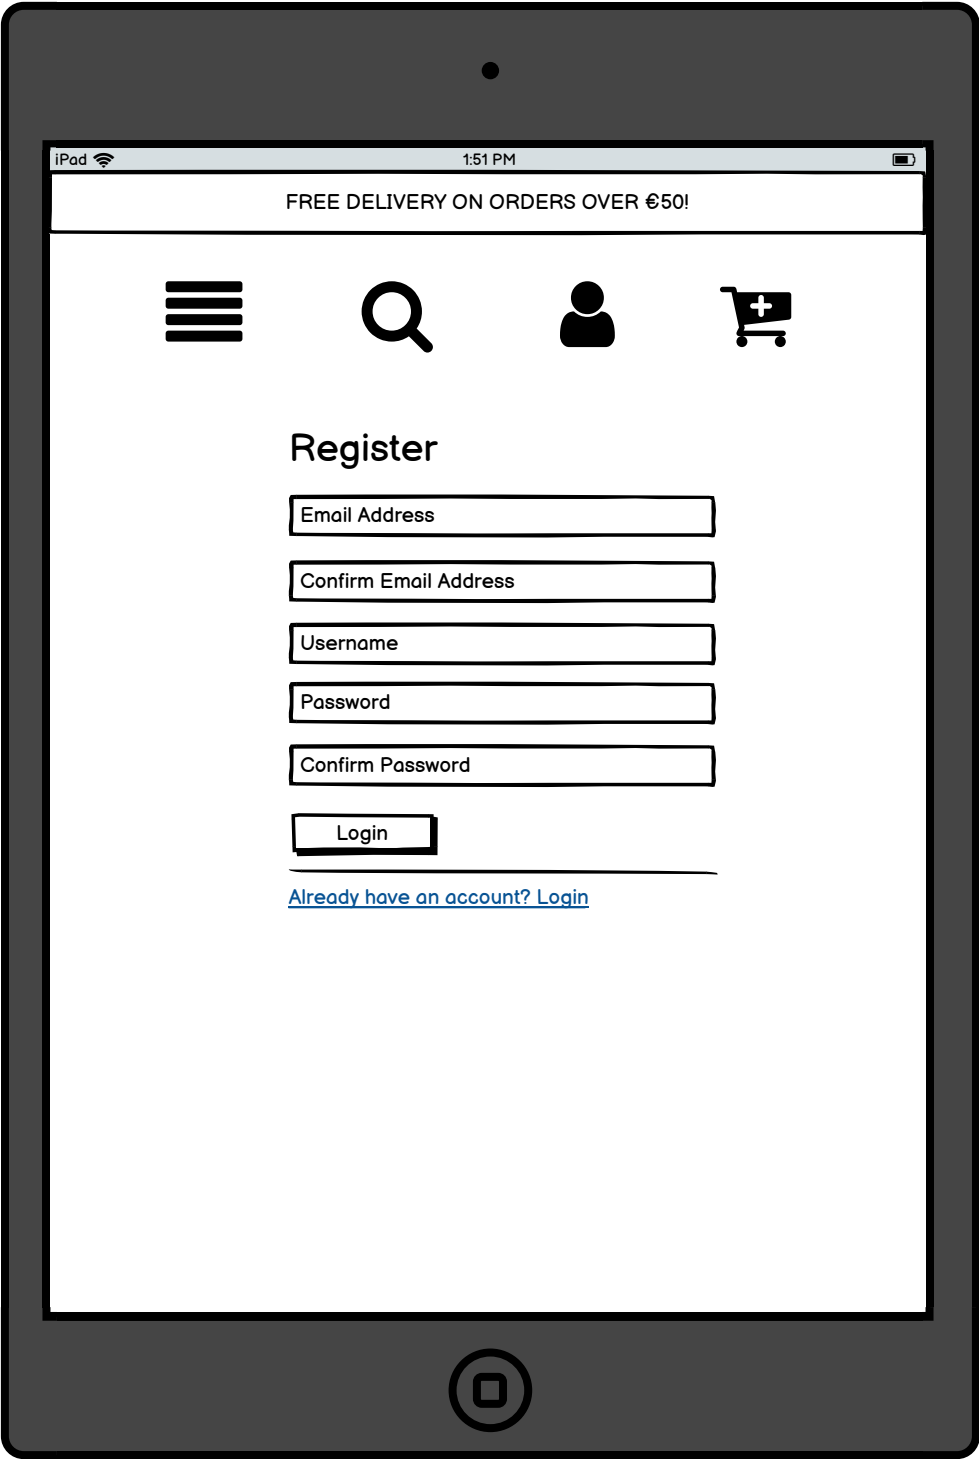 iPad
1:51 PM
FREE DELIVERY ON ORDERS OVER €50!
Register
Email Address
Confirm Email Address
Username
Password
Confirm Password
Login
Already have an account? Login